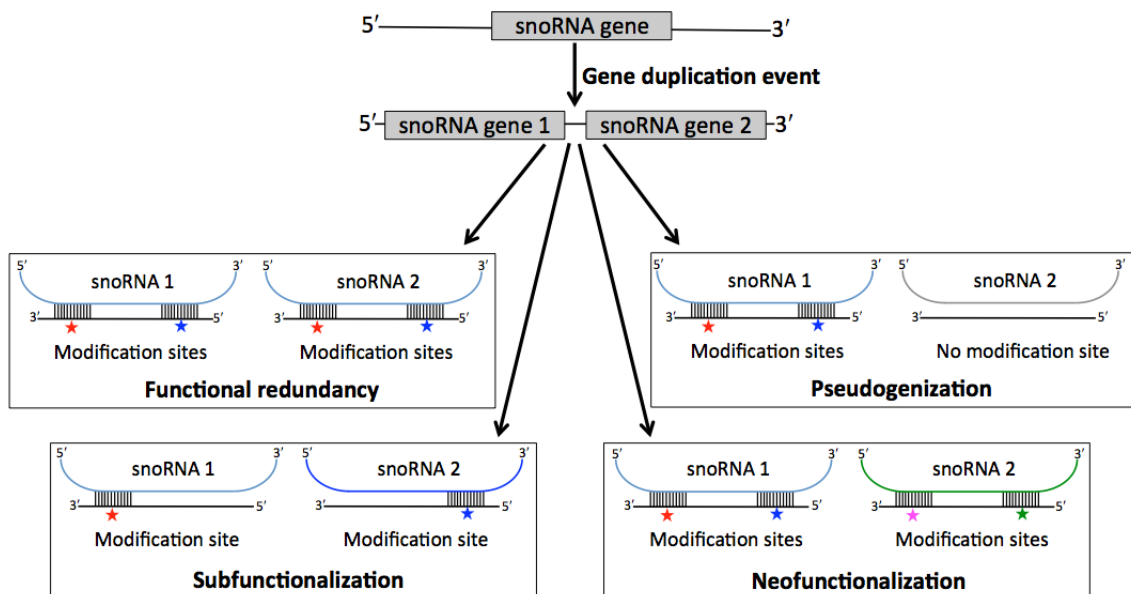 5′ snoRNA gene 3′
Gene duplication event
5′ snoRNA gene 1 snoRNA gene 2 3′
5′ 3′ 5′ 3′
snoRNA 1 snoRNA 2
3′ 5′ 3′ 5′
Modification sites Modification sites
Functional redundancy
5′ 3′ 5′ 3′
snoRNA 1 snoRNA 2
3′ 5′ 3′ 5′
Modification sites No modification site
Pseudogenization
5′ 3′ 5′ 3′
snoRNA 1 snoRNA 2
3′ 5′ 3′ 5′
Modification site Modification site
Subfunctionalization
5′ 3′ 5′ 3′
snoRNA 1 snoRNA 2
3′ 5′ 3′ 5′
Modification sites Modification sites
Neofunctionalization